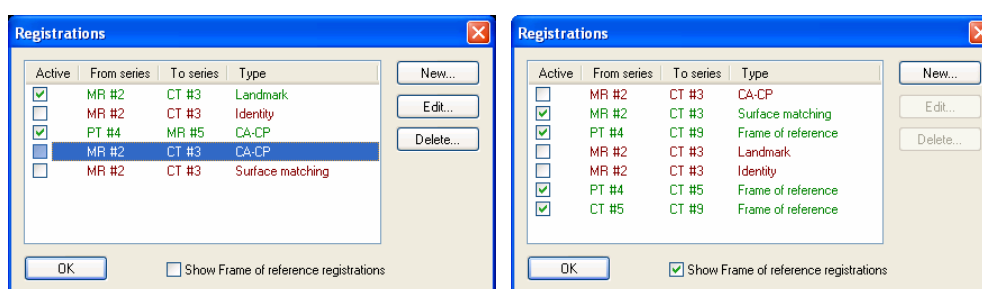 Registrations
Active From series To series Type
MR #2 CT #3 Landmark
MR #2 CT #3 Identity
PT #4 MR #5 CA-CP
MR #2 CT #3 CA-CP
MR #2 CT #3 Surface matching
New...
Edit...
Delete...
OK
Show Frame of reference registrations
Registrations
Active From series To series Type
MR #2 CT #3 CA-CP
MR #2 CT #3 Surface matching
PT #4 CT #9 Frame of reference
MR #2 CT #3 Landmark
MR #2 CT #3 Identity
PT #4 CT #5 Frame of reference
CT #5 CT #9 Frame of reference
New...
Edit...
Delete...
OK
Show Frame of reference registrations